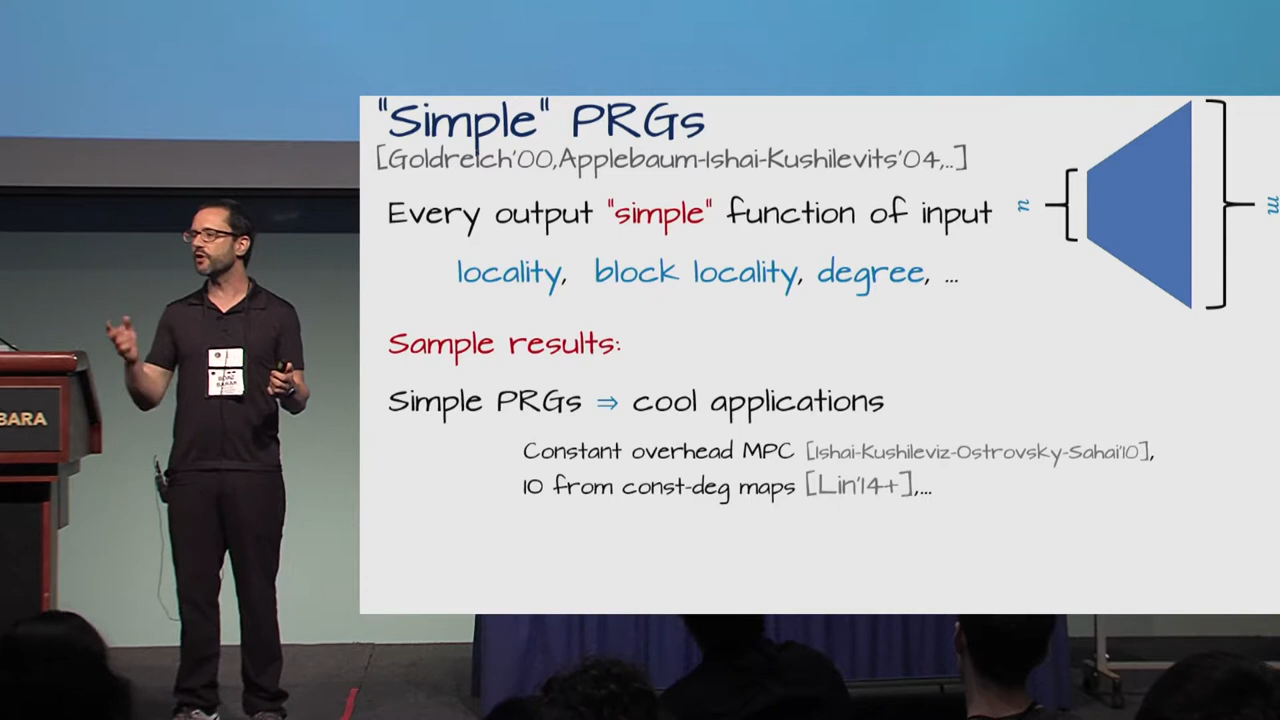 "Simple" PRGs
[Goldreich'00,Applebaum-Ishai-Kushilevits'04,..]
Every output "simple" function of input
n
m
locality, block locality, degree, ...
Sample results:
Simple PRGs ⇒ cool applications
Constant overhead MPC [Ishai-Kushileviz-Ostrovsky-Sahai'10],
IO from const-deg maps [Lin'14+],...
BARA
BOAZ
BARAK